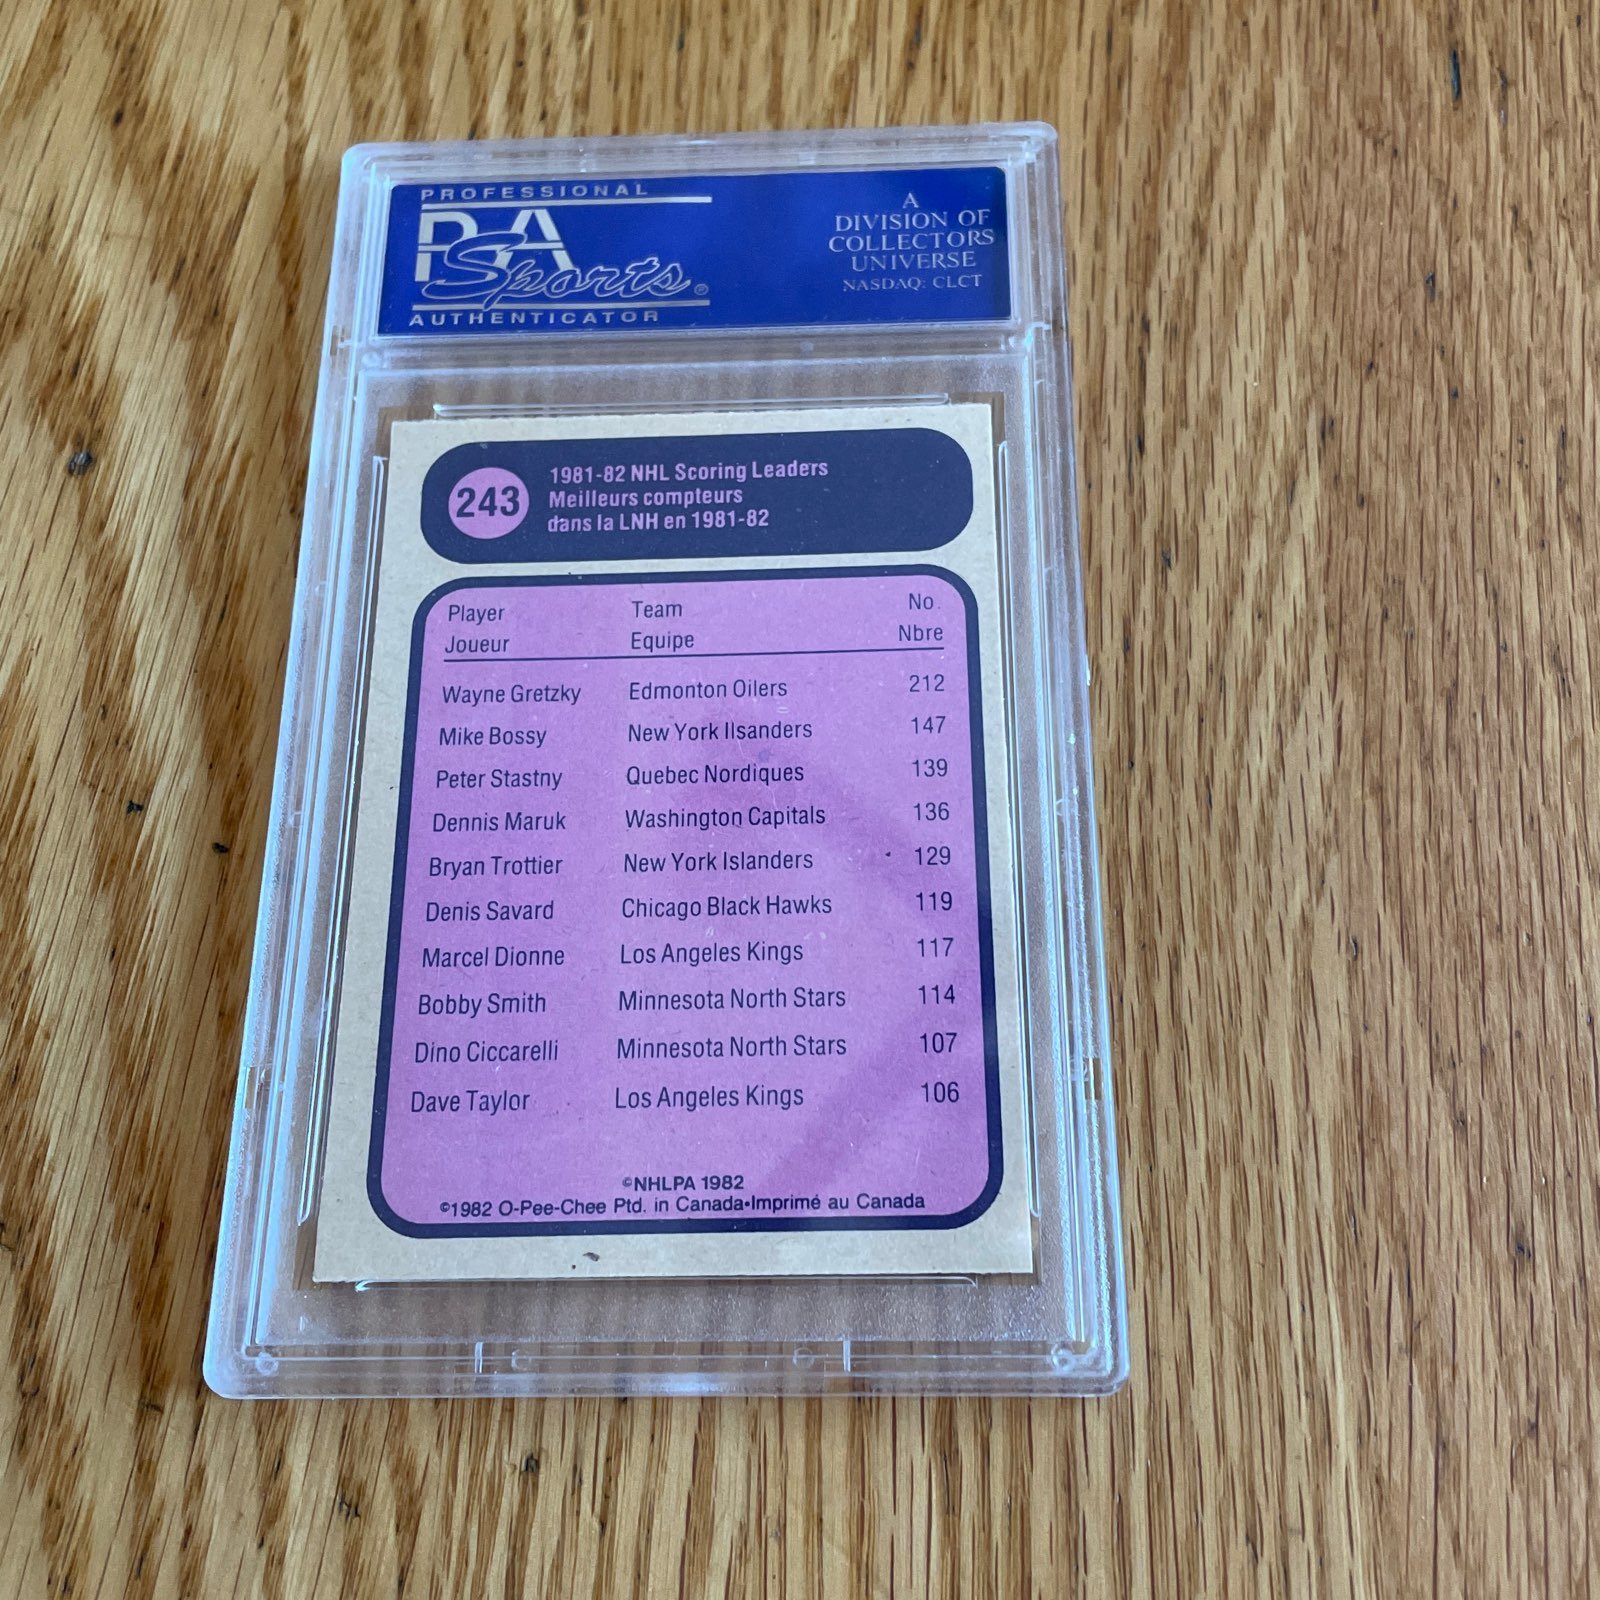 PROFESSIONAL
PSA
Sports®
AUTHENTICATOR
A
DIVISION OF
COLLECTORS
UNIVERSE
NASDAQ: CLCT
243
1981-82 NHL Scoring Leaders
Meilleurs compteurs
dans la LNH en 1981-82
Player Team No.
Joueur Equipe Nbre
Wayne Gretzky Edmonton Oilers 212
Mike Bossy New York Ilsanders 147
Peter Stastny Quebec Nordiques 139
Dennis Maruk Washington Capitals 136
Bryan Trottier New York Islanders 129
Denis Savard Chicago Black Hawks 119
Marcel Dionne Los Angeles Kings 117
Bobby Smith Minnesota North Stars 114
Dino Ciccarelli Minnesota North Stars 107
Dave Taylor Los Angeles Kings 106
©NHLPA 1982
©1982 O-Pee-Chee Ptd. in Canada•Imprimé au Canada